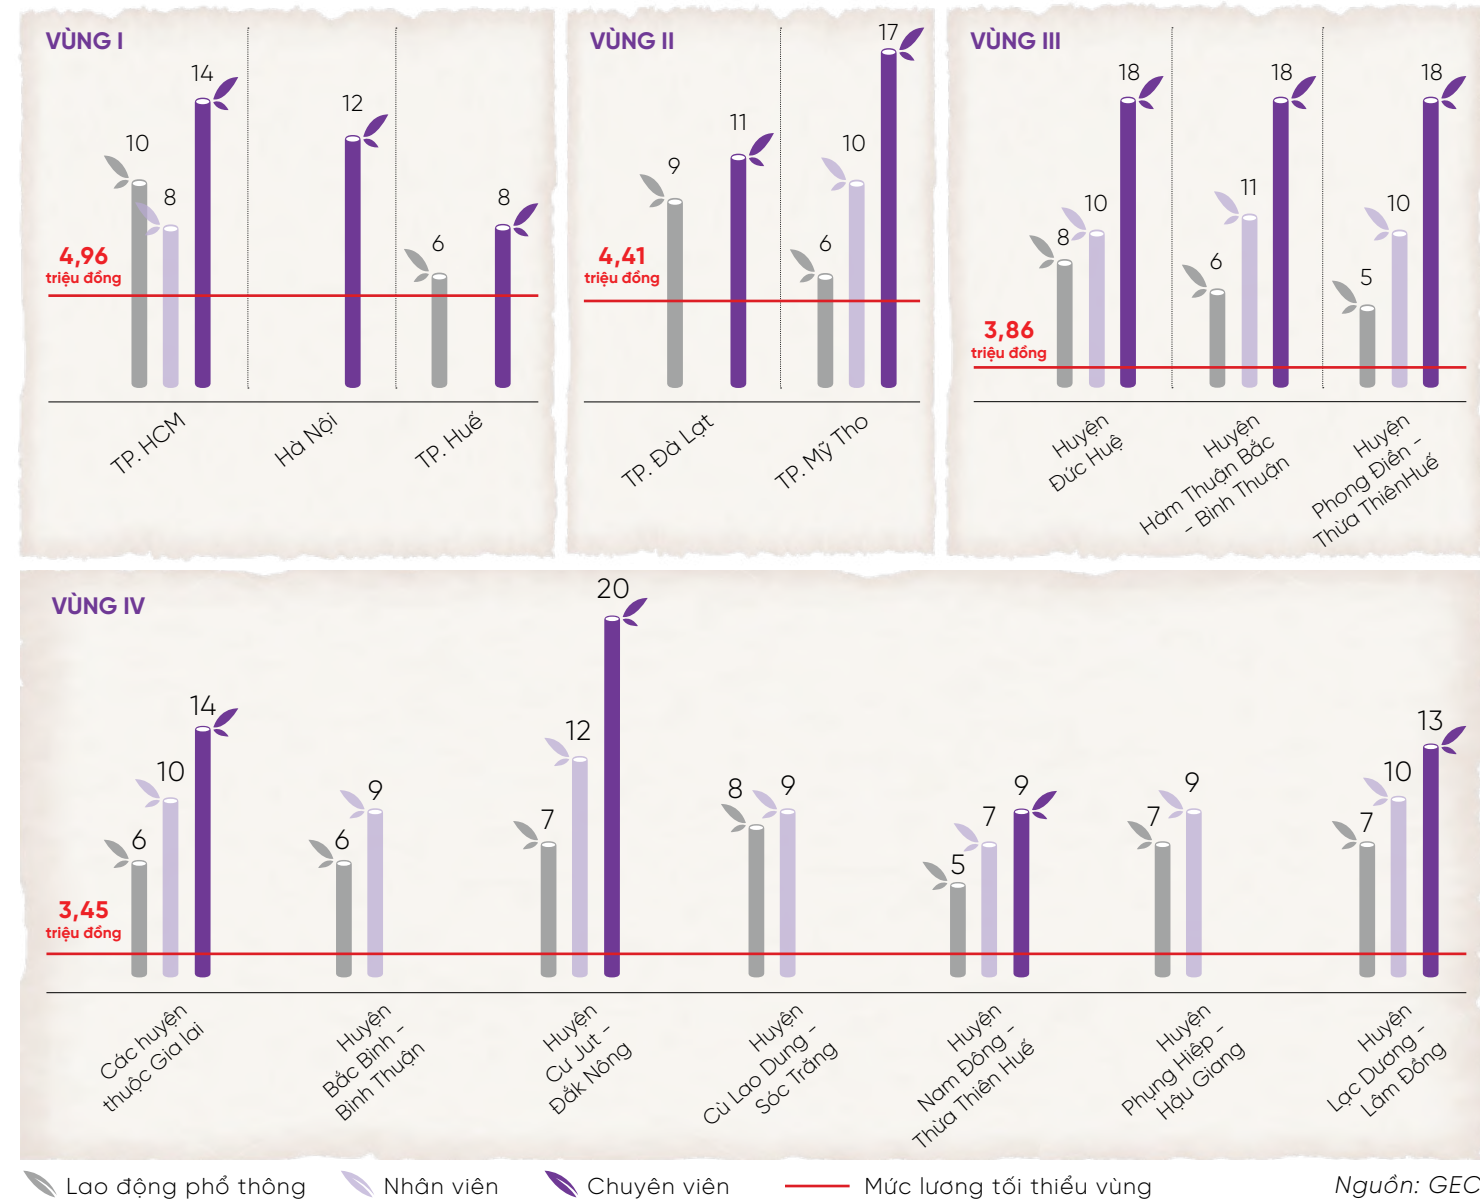 VÙNG I
14
12
10
8
8
6
4,96
triệu đồng
TP. HCM
Hà Nội
TP. Huế
VÙNG II
17
11
10
9
6
4,41
triệu đồng
TP. Đà Lạt
TP. Mỹ Tho
VÙNG III
18
18
18
8
10
6
11
5
10
3,86
triệu đồng
Huyện
Đức Huệ
Huyện
Hàm Thuận Bắc
- Bình Thuận
Huyện
Phong Điền -
Thừa ThiênHuế
VÙNG IV
6
10
14
6
9
7
12
20
8
9
5
7
9
7
9
7
10
13
3,45
triệu đồng
Các huyện
thuộc Gia lai
Huyện
Bắc Bình -
Bình Thuận
Huyện
Cư Jut -
Đắk Nông
Huyện
Cù Lao Dung -
Sóc Trăng
Huyện
Nam Đông -
Thừa Thiên Huế
Huyện
Phụng Hiệp -
Hậu Giang
Huyện
Lạc Dương -
Lâm Đồng
Lao động phổ thông
Nhân viên
Chuyên viên
Mức lương tối thiểu vùng
Nguồn: GEC